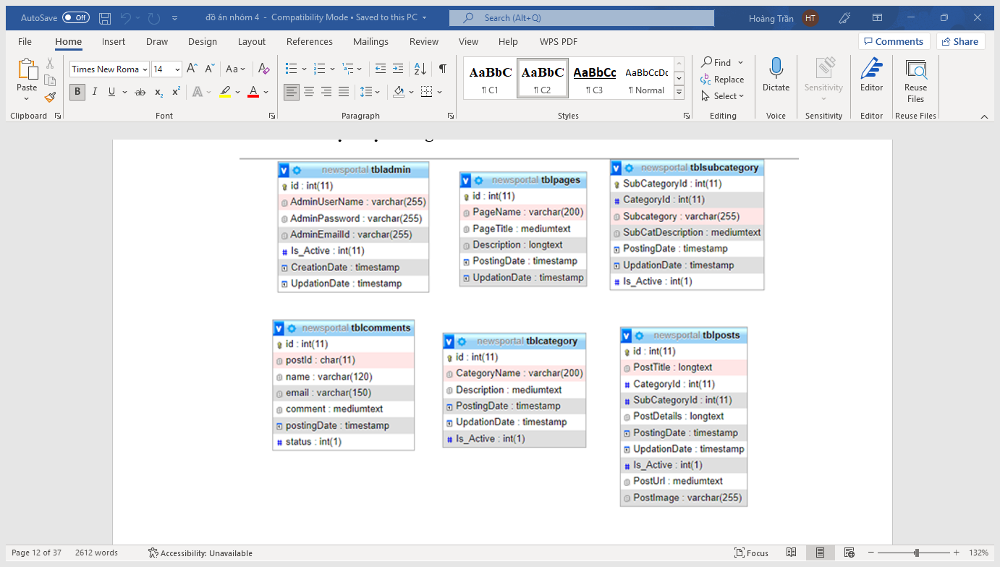 AutoSave Off đồ án nhóm 4 - Compatibility Mode • Saved to this PC Search (Alt+Q) Hoàng Trần HT
File Home Insert Draw Design Layout References Mailings Review View Help WPS PDF Comments Share
Paste
Clipboard
Times New Roma 14
Aa
B I U ab x2 x2 A A
Font
Paragraph
AaBbC AaBbC AaBbCc AaBbCcDc
¶ C1 ¶ C2 ¶ C3 ¶ Normal
Styles
Find
Replace
Select
Editing
Dictate
Voice
Sensitivity
Sensitivity
Editor
Editor
Reuse
Files
Reuse Files
newsportal tbladmin
id : int(11)
AdminUserName : varchar(255)
AdminPassword : varchar(255)
AdminEmailId : varchar(255)
Is_Active : int(11)
CreationDate : timestamp
UpdationDate : timestamp
newsportal tblpages
id : int(11)
PageName : varchar(200)
PageTitle : mediumtext
Description : longtext
PostingDate : timestamp
UpdationDate : timestamp
newsportal tblsubcategory
SubCategoryId : int(11)
CategoryId : int(11)
Subcategory : varchar(255)
SubCatDescription : mediumtext
PostingDate : timestamp
UpdationDate : timestamp
Is_Active : int(1)
newsportal tblcomments
id : int(11)
postId : char(11)
name : varchar(120)
email : varchar(150)
comment : mediumtext
postingDate : timestamp
status : int(1)
newsportal tblcategory
id : int(11)
CategoryName : varchar(200)
Description : mediumtext
PostingDate : timestamp
UpdationDate : timestamp
Is_Active : int(1)
newsportal tblposts
id : int(11)
PostTitle : longtext
CategoryId : int(11)
SubCategoryId : int(11)
PostDetails : longtext
PostingDate : timestamp
UpdationDate : timestamp
Is_Active : int(1)
PostUrl : mediumtext
PostImage : varchar(255)
Page 12 of 37 2612 words Accessibility: Unavailable Focus 132%